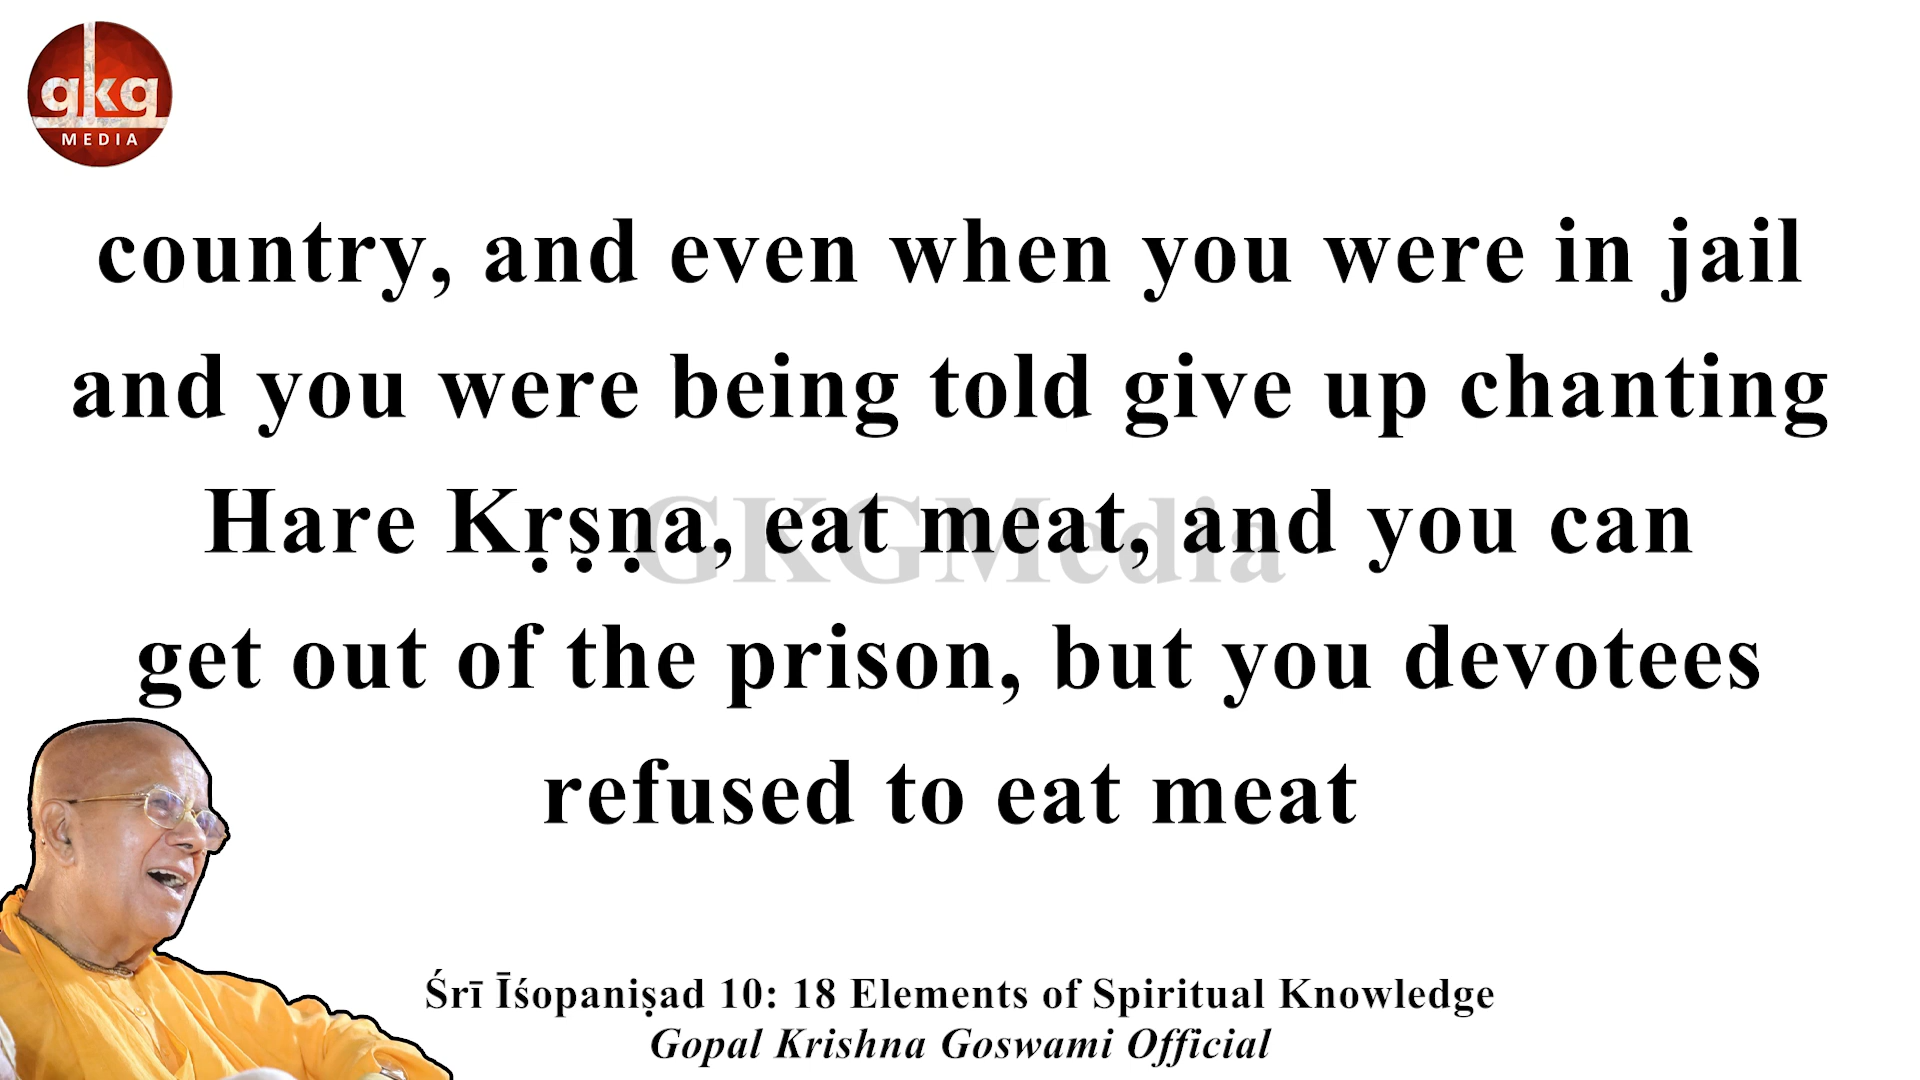 gkg
MEDIA
country, and even when you were in jail
and you were being told give up chanting
Hare Kṛṣṇa, eat meat, and you can
GKGMedia
get out of the prison, but you devotees
refused to eat meat
Śrī Īśopaniṣad 10: 18 Elements of Spiritual Knowledge
Gopal Krishna Goswami Official